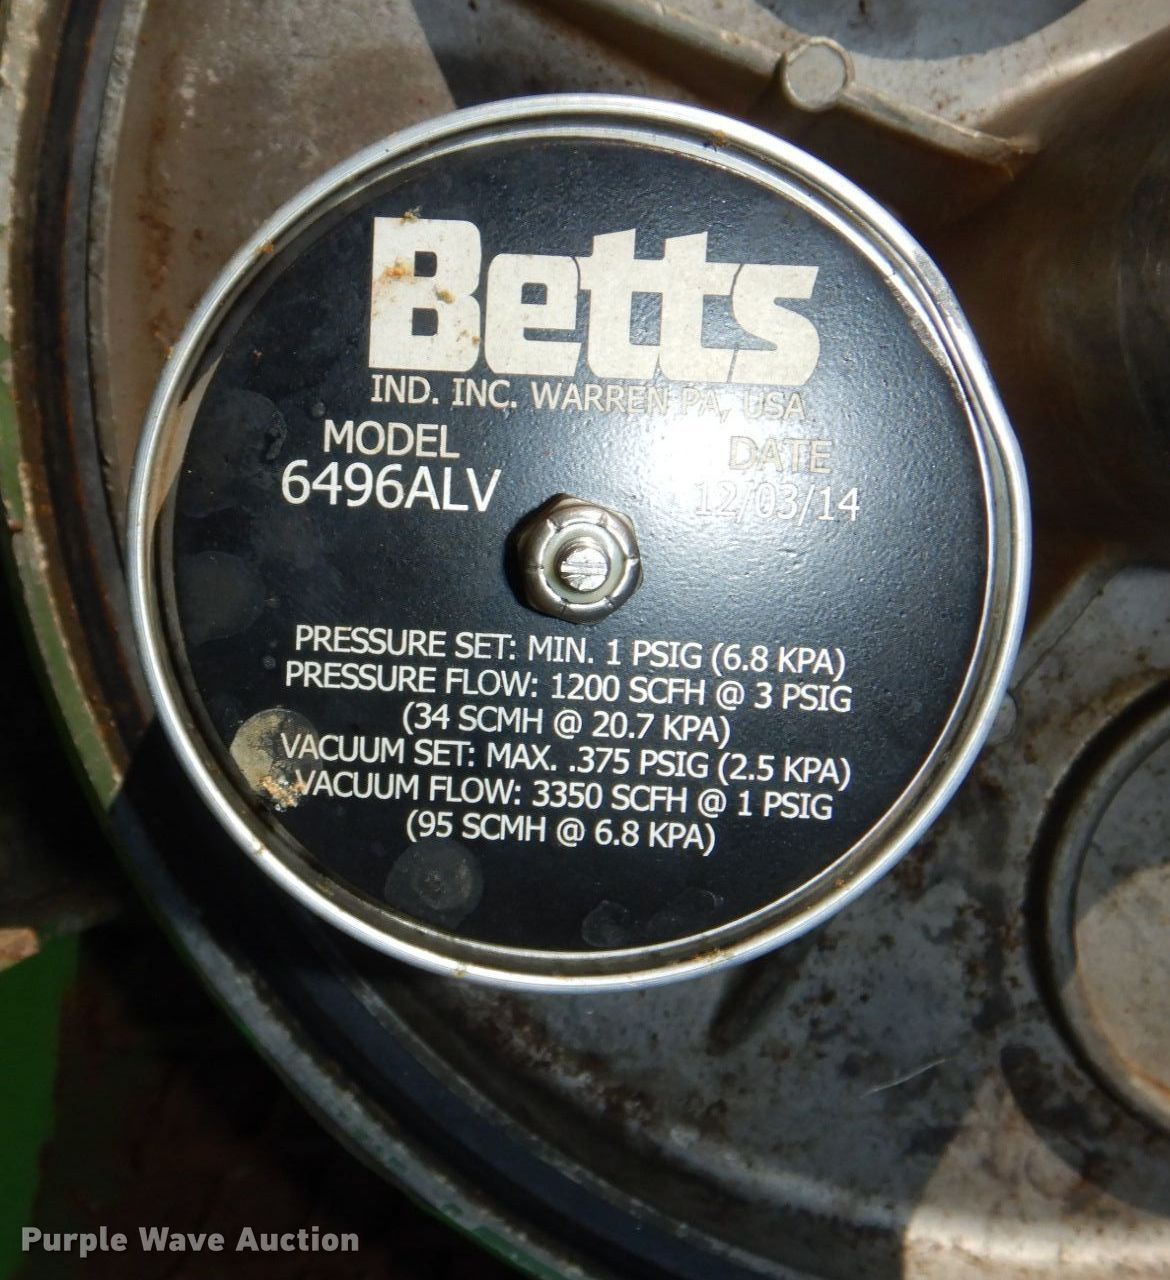 Betts
IND. INC. WARREN PA, USA
MODEL
6496ALV
DATE
12/03/14
PRESSURE SET: MIN. 1 PSIG (6.8 KPA)
PRESSURE FLOW: 1200 SCFH @ 3 PSIG
(34 SCMH @ 20.7 KPA)
VACUUM SET: MAX. .375 PSIG (2.5 KPA)
VACUUM FLOW: 3350 SCFH @ 1 PSIG
(95 SCMH @ 6.8 KPA)
Purple Wave Auction